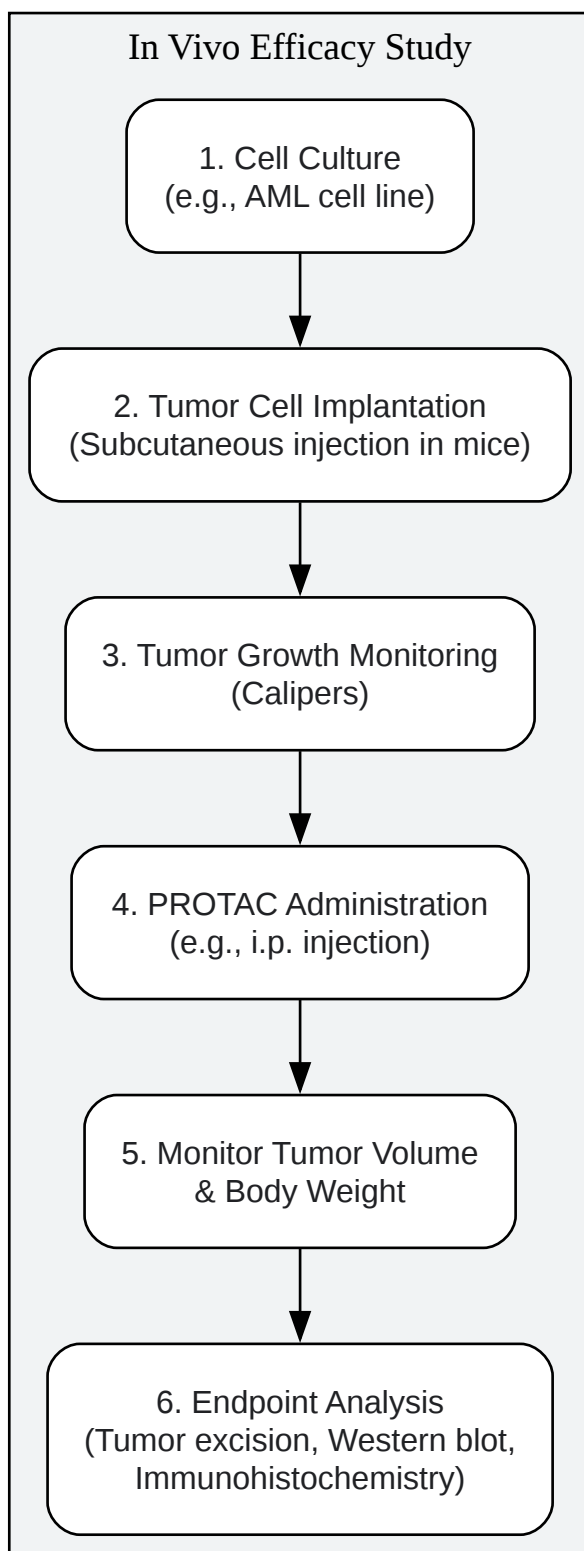 In Vivo Efficacy Study
1. Cell Culture
(e.g., AML cell line)
2. Tumor Cell Implantation
(Subcutaneous injection in mice)
3. Tumor Growth Monitoring
(Calipers)
4. PROTAC Administration
(e.g., i.p. injection)
5. Monitor Tumor Volume
& Body Weight
6. Endpoint Analysis
(Tumor excision, Western blot,
Immunohistochemistry)